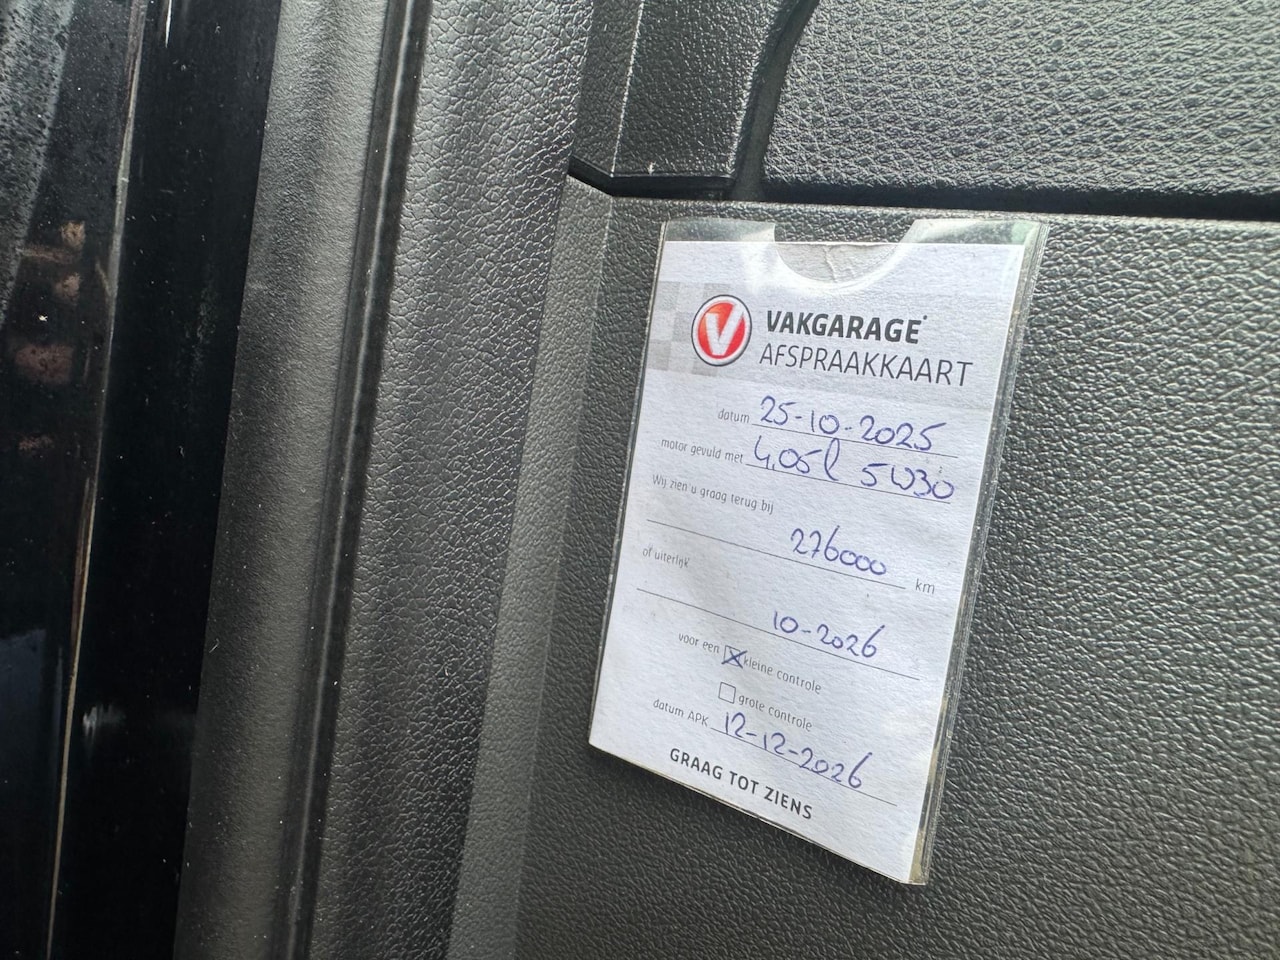 V VAKGARAGE
AFSPRAAKKAART
datum 25-10-2025
motor gevuld met 4,05l 5W30
Wij zien u graag terug bij
276000 km
of uiterlijk
10-2026
voor een ☒ kleine controle
☐ grote controle
datum APK 12-12-2026
GRAAG TOT ZIENS